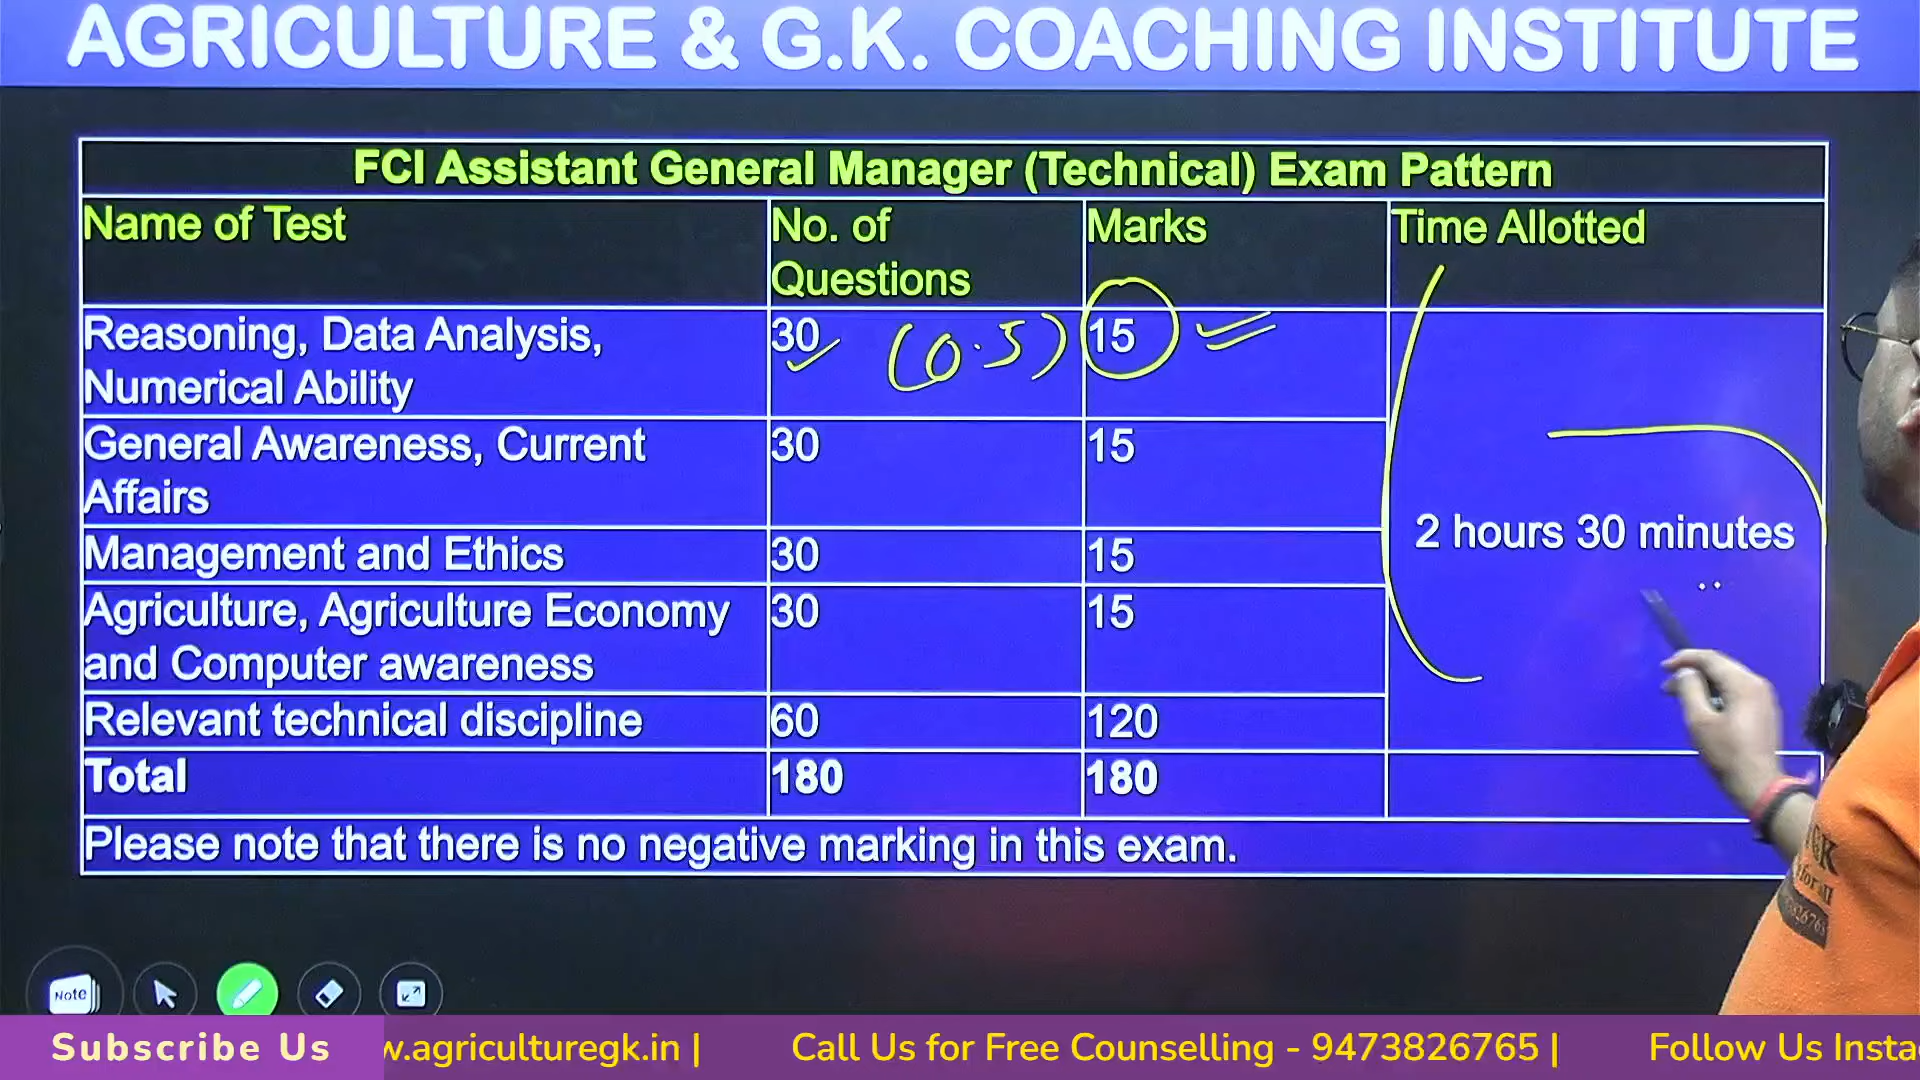 AGRICULTURE & G.K. COACHING INSTITUTE
FCI Assistant General Manager (Technical) Exam Pattern
Name of Test
No. of
Questions
Marks
Time Allotted
Reasoning, Data Analysis,
Numerical Ability
30
(0.5)
15
General Awareness, Current
Affairs
30
15
Management and Ethics
30
15
2 hours 30 minutes
Agriculture, Agriculture Economy
and Computer awareness
30
15
Relevant technical discipline
60
120
Total
180
180
Please note that there is no negative marking in this exam.
Note
Subscribe Us
w.agriculturegk.in |
Call Us for Free Counselling - 9473826765 |
Follow Us Insta